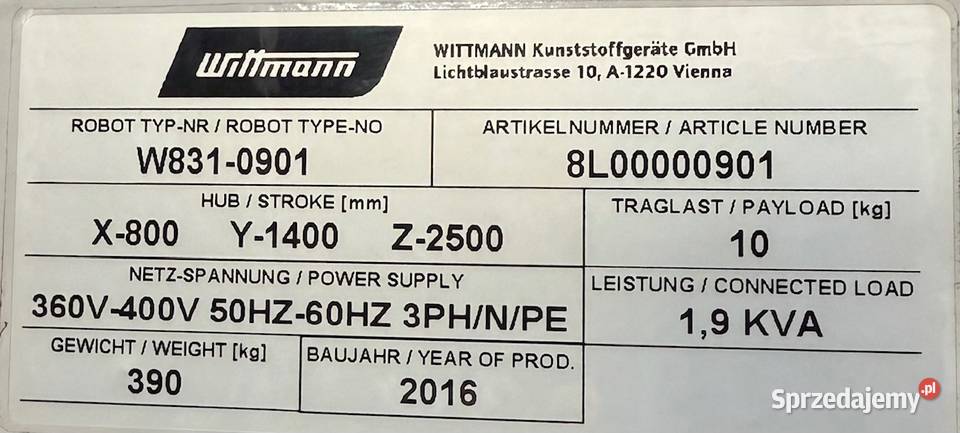 Wittmann
WITTMANN Kunststoffgeräte GmbH
Lichtblaustrasse 10, A-1220 Vienna
ROBOT TYP-NR / ROBOT TYPE-NO
W831-0901
ARTIKELNUMMER / ARTICLE NUMBER
8L00000901
HUB / STROKE [mm]
X-800 Y-1400 Z-2500
TRAGLAST / PAYLOAD [kg]
10
NETZ-SPANNUNG / POWER SUPPLY
360V-400V 50HZ-60HZ 3PH/N/PE
LEISTUNG / CONNECTED LOAD
1,9 KVA
GEWICHT / WEIGHT [kg]
390
BAUJAHR / YEAR OF PROD.
2016
Sprzedajemy.pl